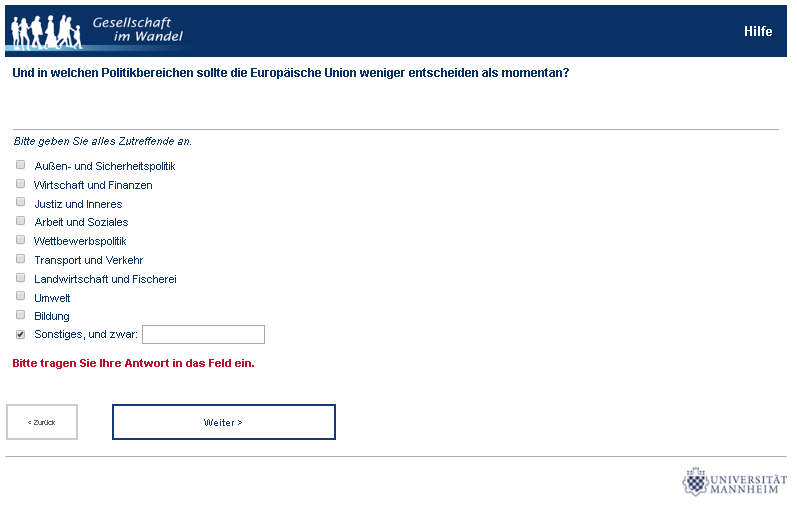 Gesellschaft
im Wandel
Hilfe
Und in welchen Politikbereichen sollte die Europäische Union weniger entscheiden als momentan?
Bitte geben Sie alles Zutreffende an.
Außen- und Sicherheitspolitik
Wirtschaft und Finanzen
Justiz und Inneres
Arbeit und Soziales
Wettbewerbspolitik
Transport und Verkehr
Landwirtschaft und Fischerei
Umwelt
Bildung
Sonstiges, und zwar:
Bitte tragen Sie Ihre Antwort in das Feld ein.
< Zurück
Weiter >
UNIVERSITÄT
MANNHEIM